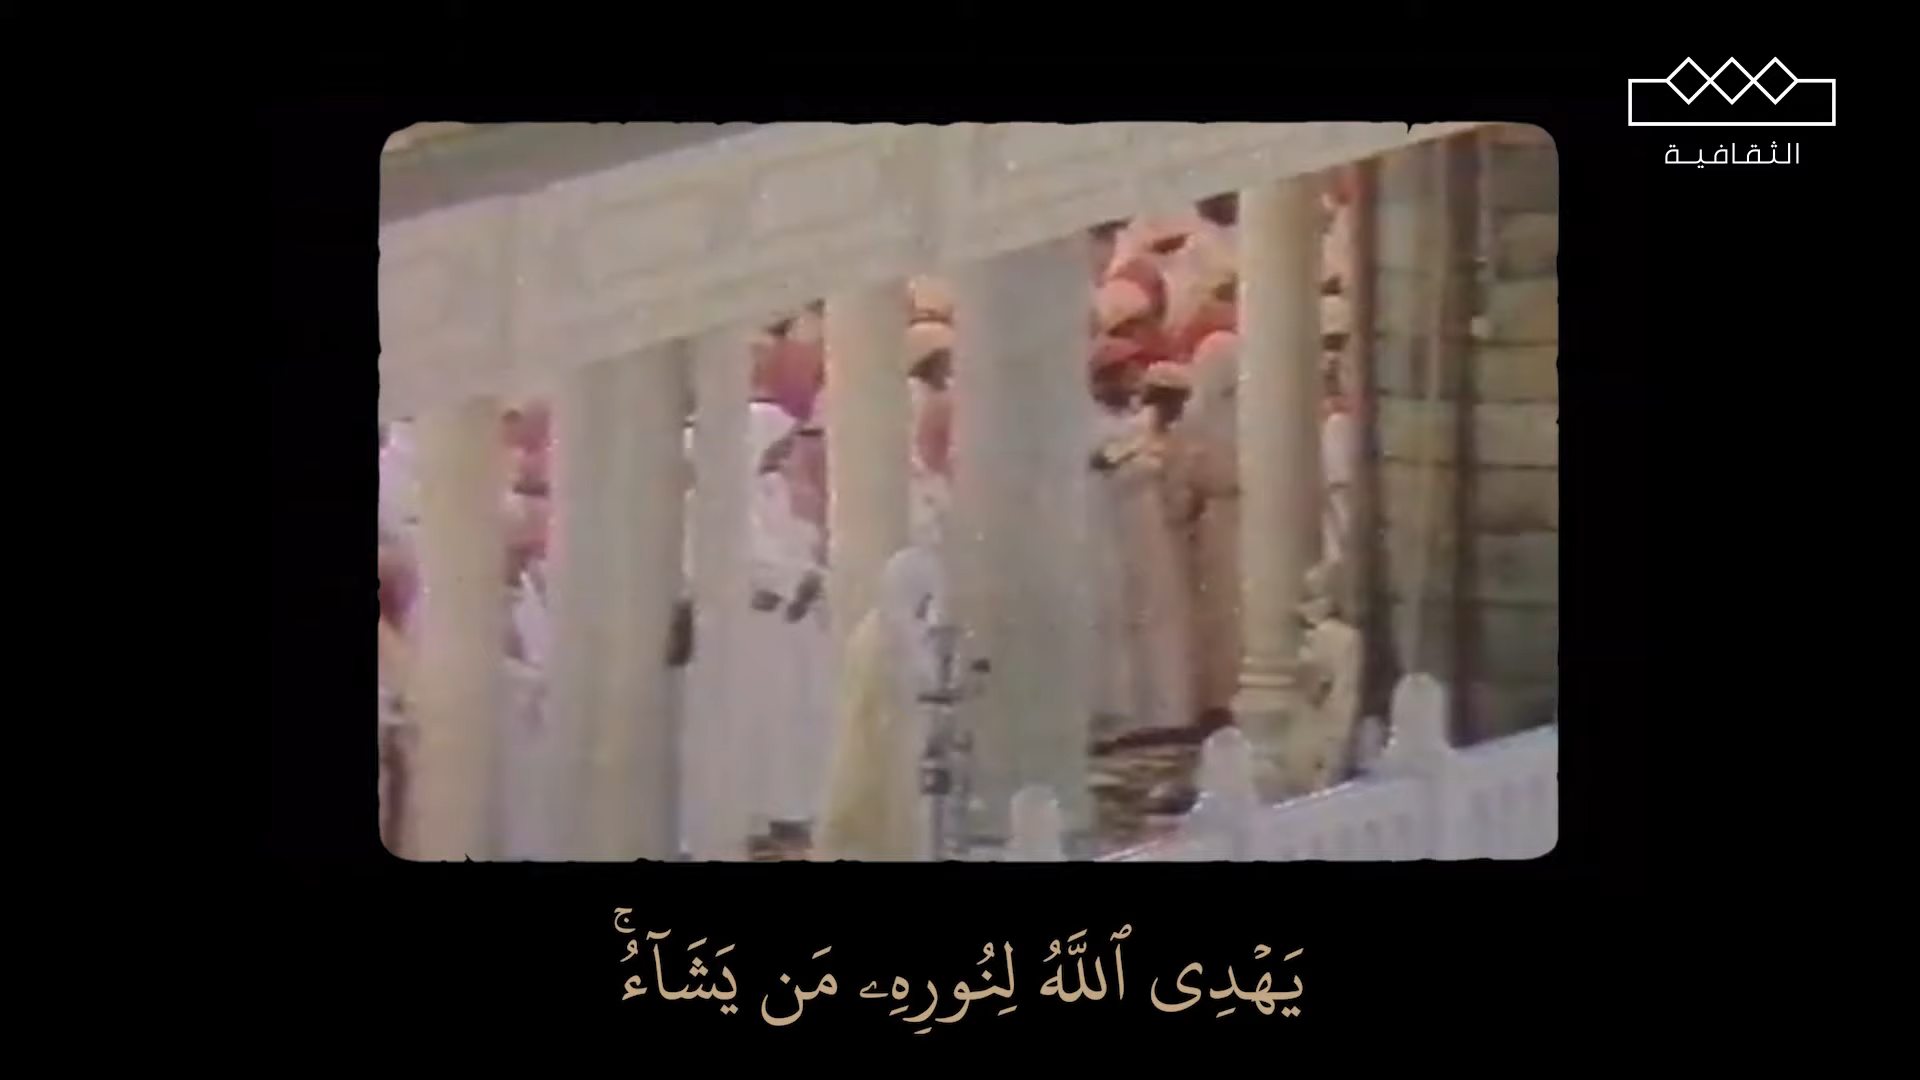 الثقافية
يَهْدِى ٱللَّهُ لِنُورِهِۦ مَن يَشَآءُ ۚ